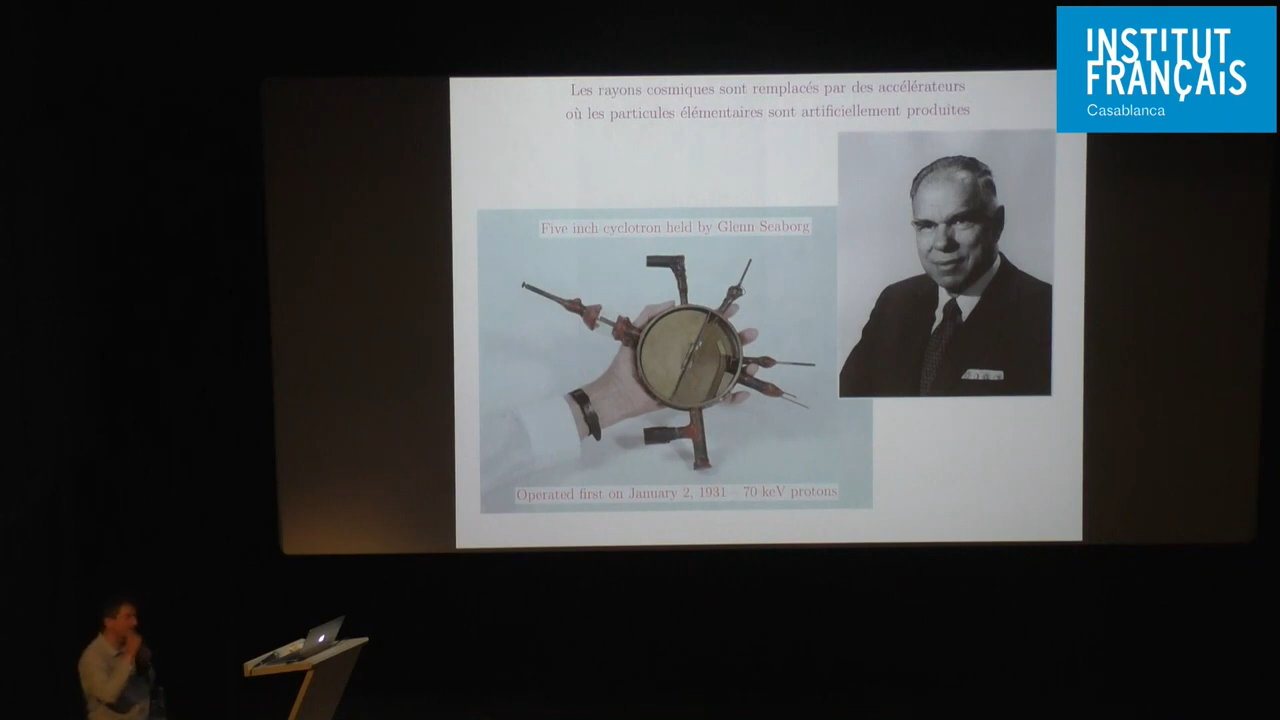 INSTITUT
FRANÇAIS
Casablanca
Les rayons cosmiques sont remplacés par des accélérateurs
où les particules élémentaires sont artificiellement produites
Five inch cyclotron held by Glenn Seaborg
Operated first on January 2, 1931 – 70 keV protons